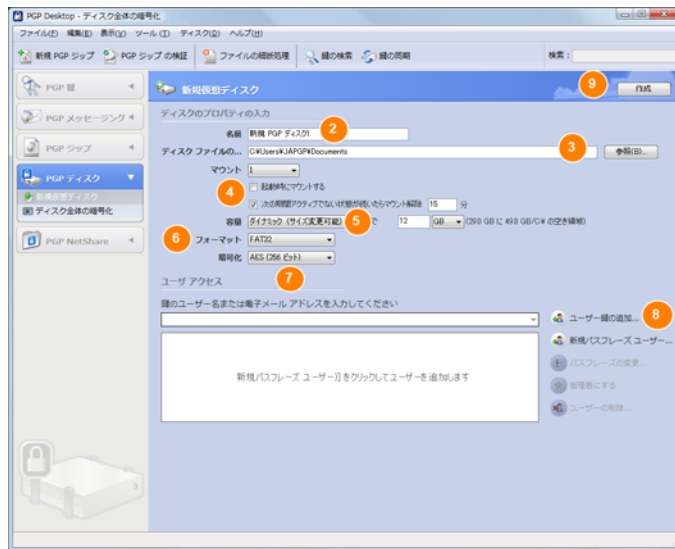 PGP Desktop - ディスク全体の暗号化
ファイル(F) 編集(E) 表示(V) ツール(T) ディスク(D) ヘルプ(H)
新規 PGP ジップ PGP ジップ の検証 ファイルの細断処理 鍵の検索 鍵の同期 検索:
PGP 鍵
PGP メッセージング
PGP ジップ
PGP ディスク
新規仮想ディスク
ディスク全体の暗号化
PGP NetShare
新規仮想ディスク
9
作成
ディスクのプロパティの入力
名前 新規 PGP ディスク1 2
ディスク ファイルの... C:¥Users¥JAPGP¥Documents 3 参照(B)...
マウント
4 起動時にマウントする
次の期間アクティブでない状態が続いたらマウント解除 15 分
容量 ダイナミック (サイズ変更可能) 5 で 12 GB
6 フォーマット FAT32
暗号化 AES (256 ビット)
ユーザ アクセス 7
鍵のユーザー名または電子メール アドレスを入力してください
ユーザー鍵の追加... 8
新規パスフレーズ ユーザー...
新規パスフレーズ ユーザー)] をクリックしてユーザーを追加します
パスフレーズの変更...
管理者にする
ユーザーの削除...